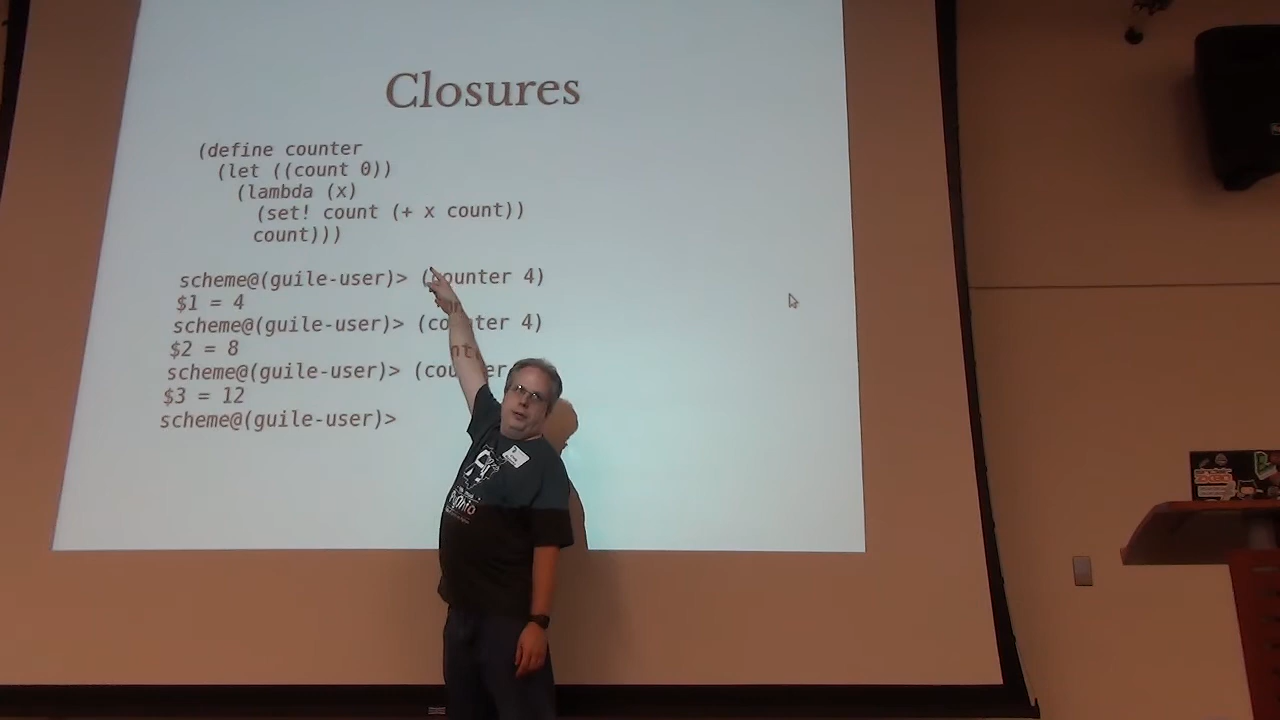 Closures
(define counter
(let ((count 0))
(lambda (x)
(set! count (+ x count))
count)))
scheme@(guile-user)> (counter 4)
$1 = 4
scheme@(guile-user)> (counter 4)
$2 = 8
scheme@(guile-user)>
$3 = 12
scheme@(guile-user)>